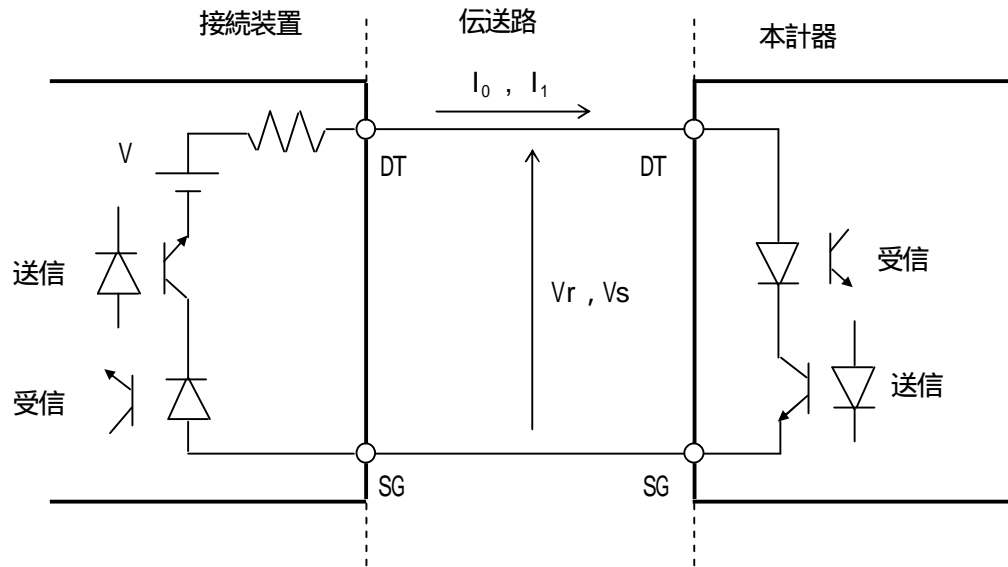 接続装置
伝送路
本計器
I₀ , I₁
V
DT
DT
送信
受信
Vr , Vs
受信
送信
SG
SG